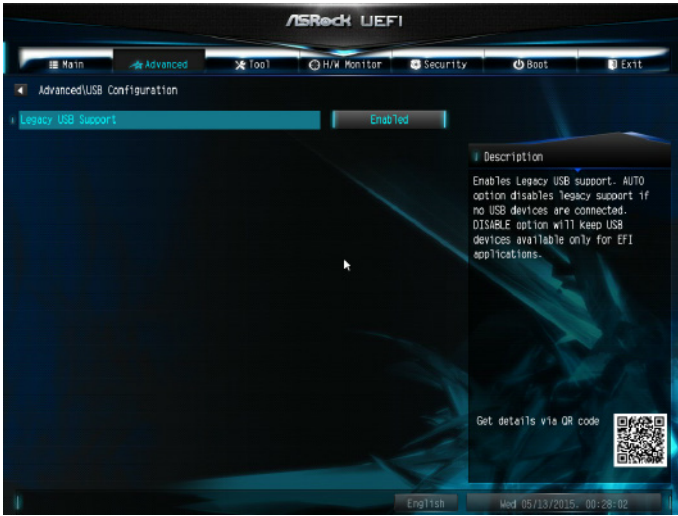 ASRock UEFI
Main Advanced Tool H/W Monitor Security Boot Exit
Advanced\USB Configuration
Legacy USB Support Enabled
Description
Enables Legacy USB support. AUTO
option disables legacy support if
no USB devices are connected.
DISABLE option will keep USB
devices available only for EFI
applications.
Get details via QR code
English Wed 05/13/2015. 00:28:02